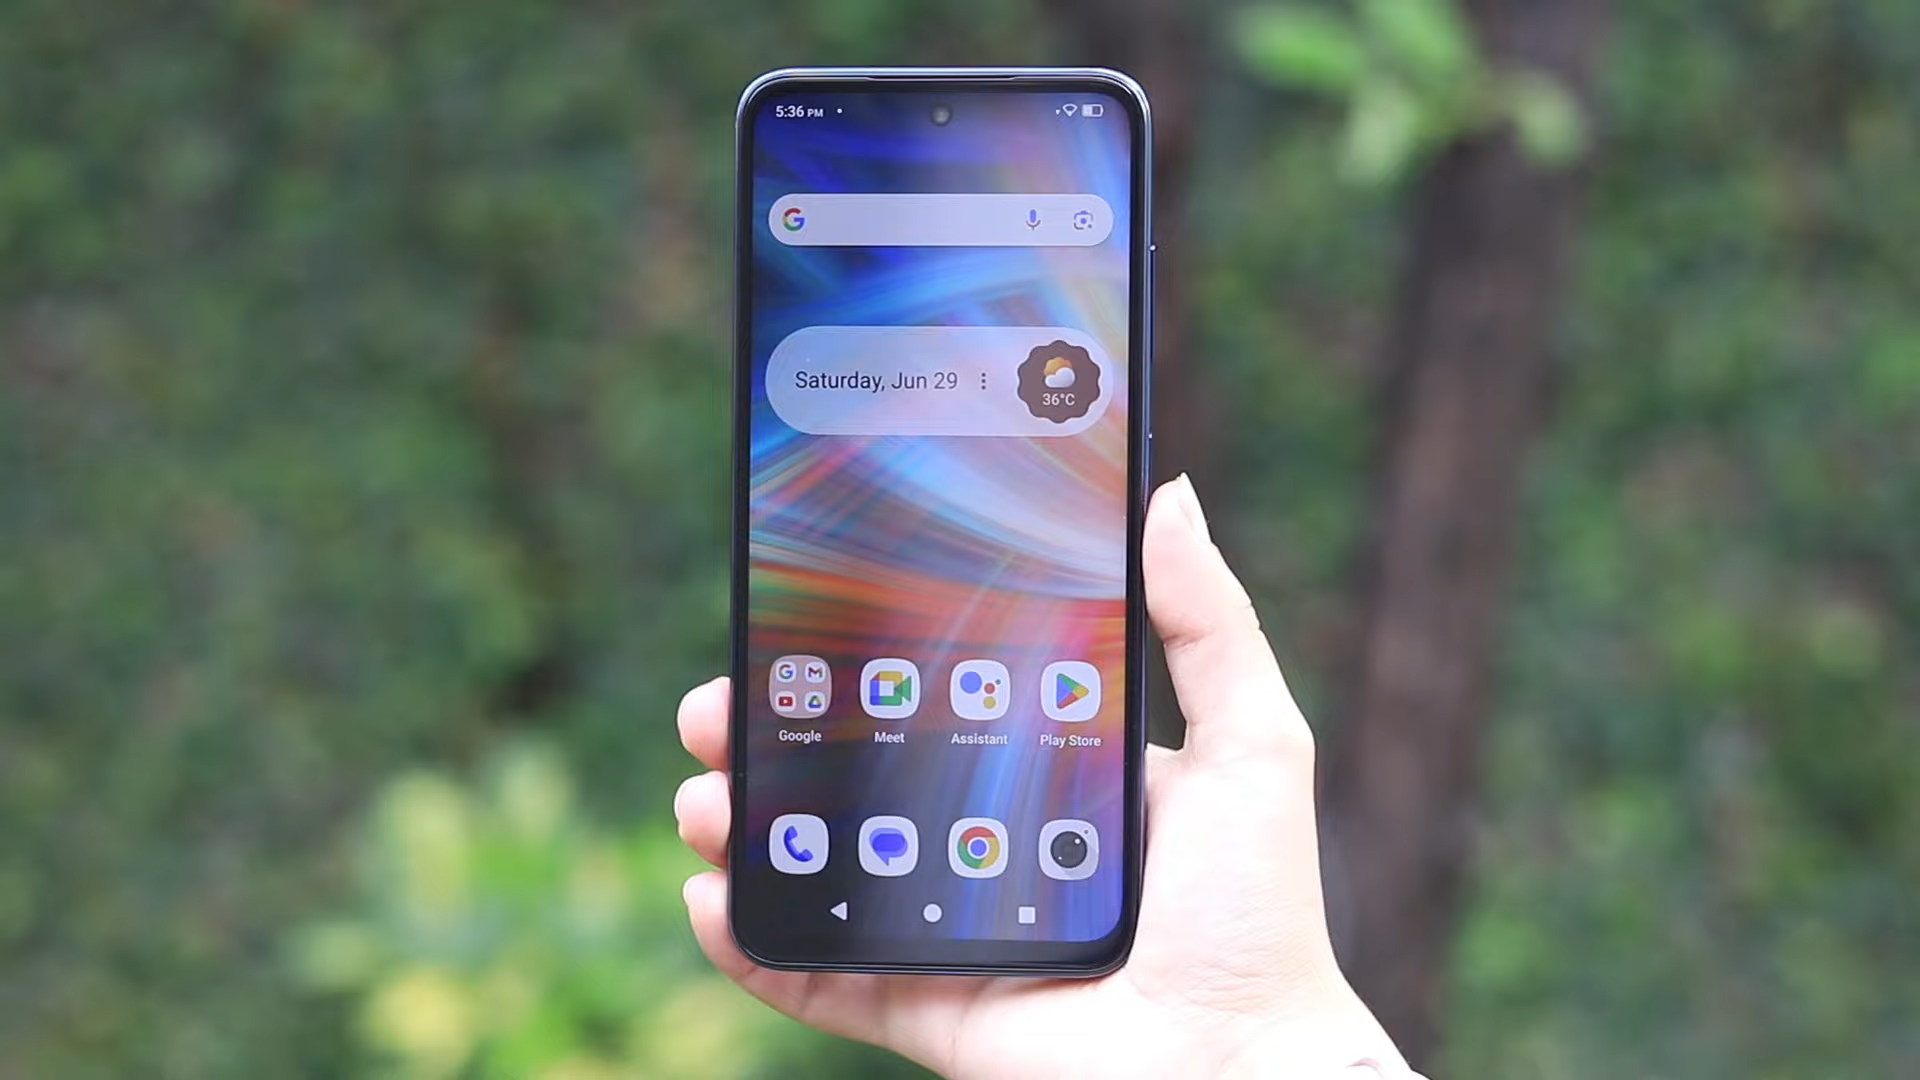 5:36 PM
Saturday, Jun 29
36°C
Google
Meet
Assistant
Play Store